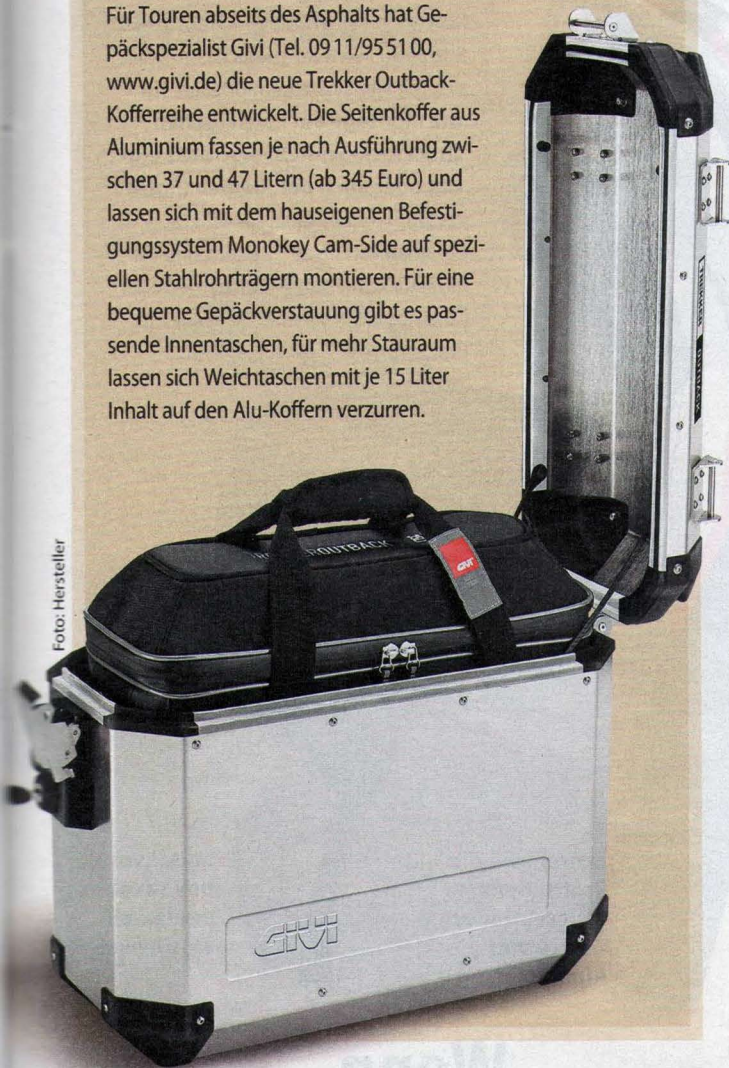 Für Touren abseits des Asphalts hat Ge-
päckspezialist Givi (Tel. 09 11/95 51 00,
www.givi.de) die neue Trekker Outback-
Kofferreihe entwickelt. Die Seitenkoffer aus
Aluminium fassen je nach Ausführung zwi-
schen 37 und 47 Litern (ab 345 Euro) und
lassen sich mit dem hauseigenen Befesti-
gungssystem Monokey Cam-Side auf spezi-
ellen Stahlrohrträgern montieren. Für eine
bequeme Gepäckverstauung gibt es pas-
sende Innentaschen, für mehr Stauraum
lassen sich Weichtaschen mit je 15 Liter
Inhalt auf den Alu-Koffern verzurren.
TREKKER OUTBACK
OUTBACK
GIVI
Foto: Hersteller
GIVI